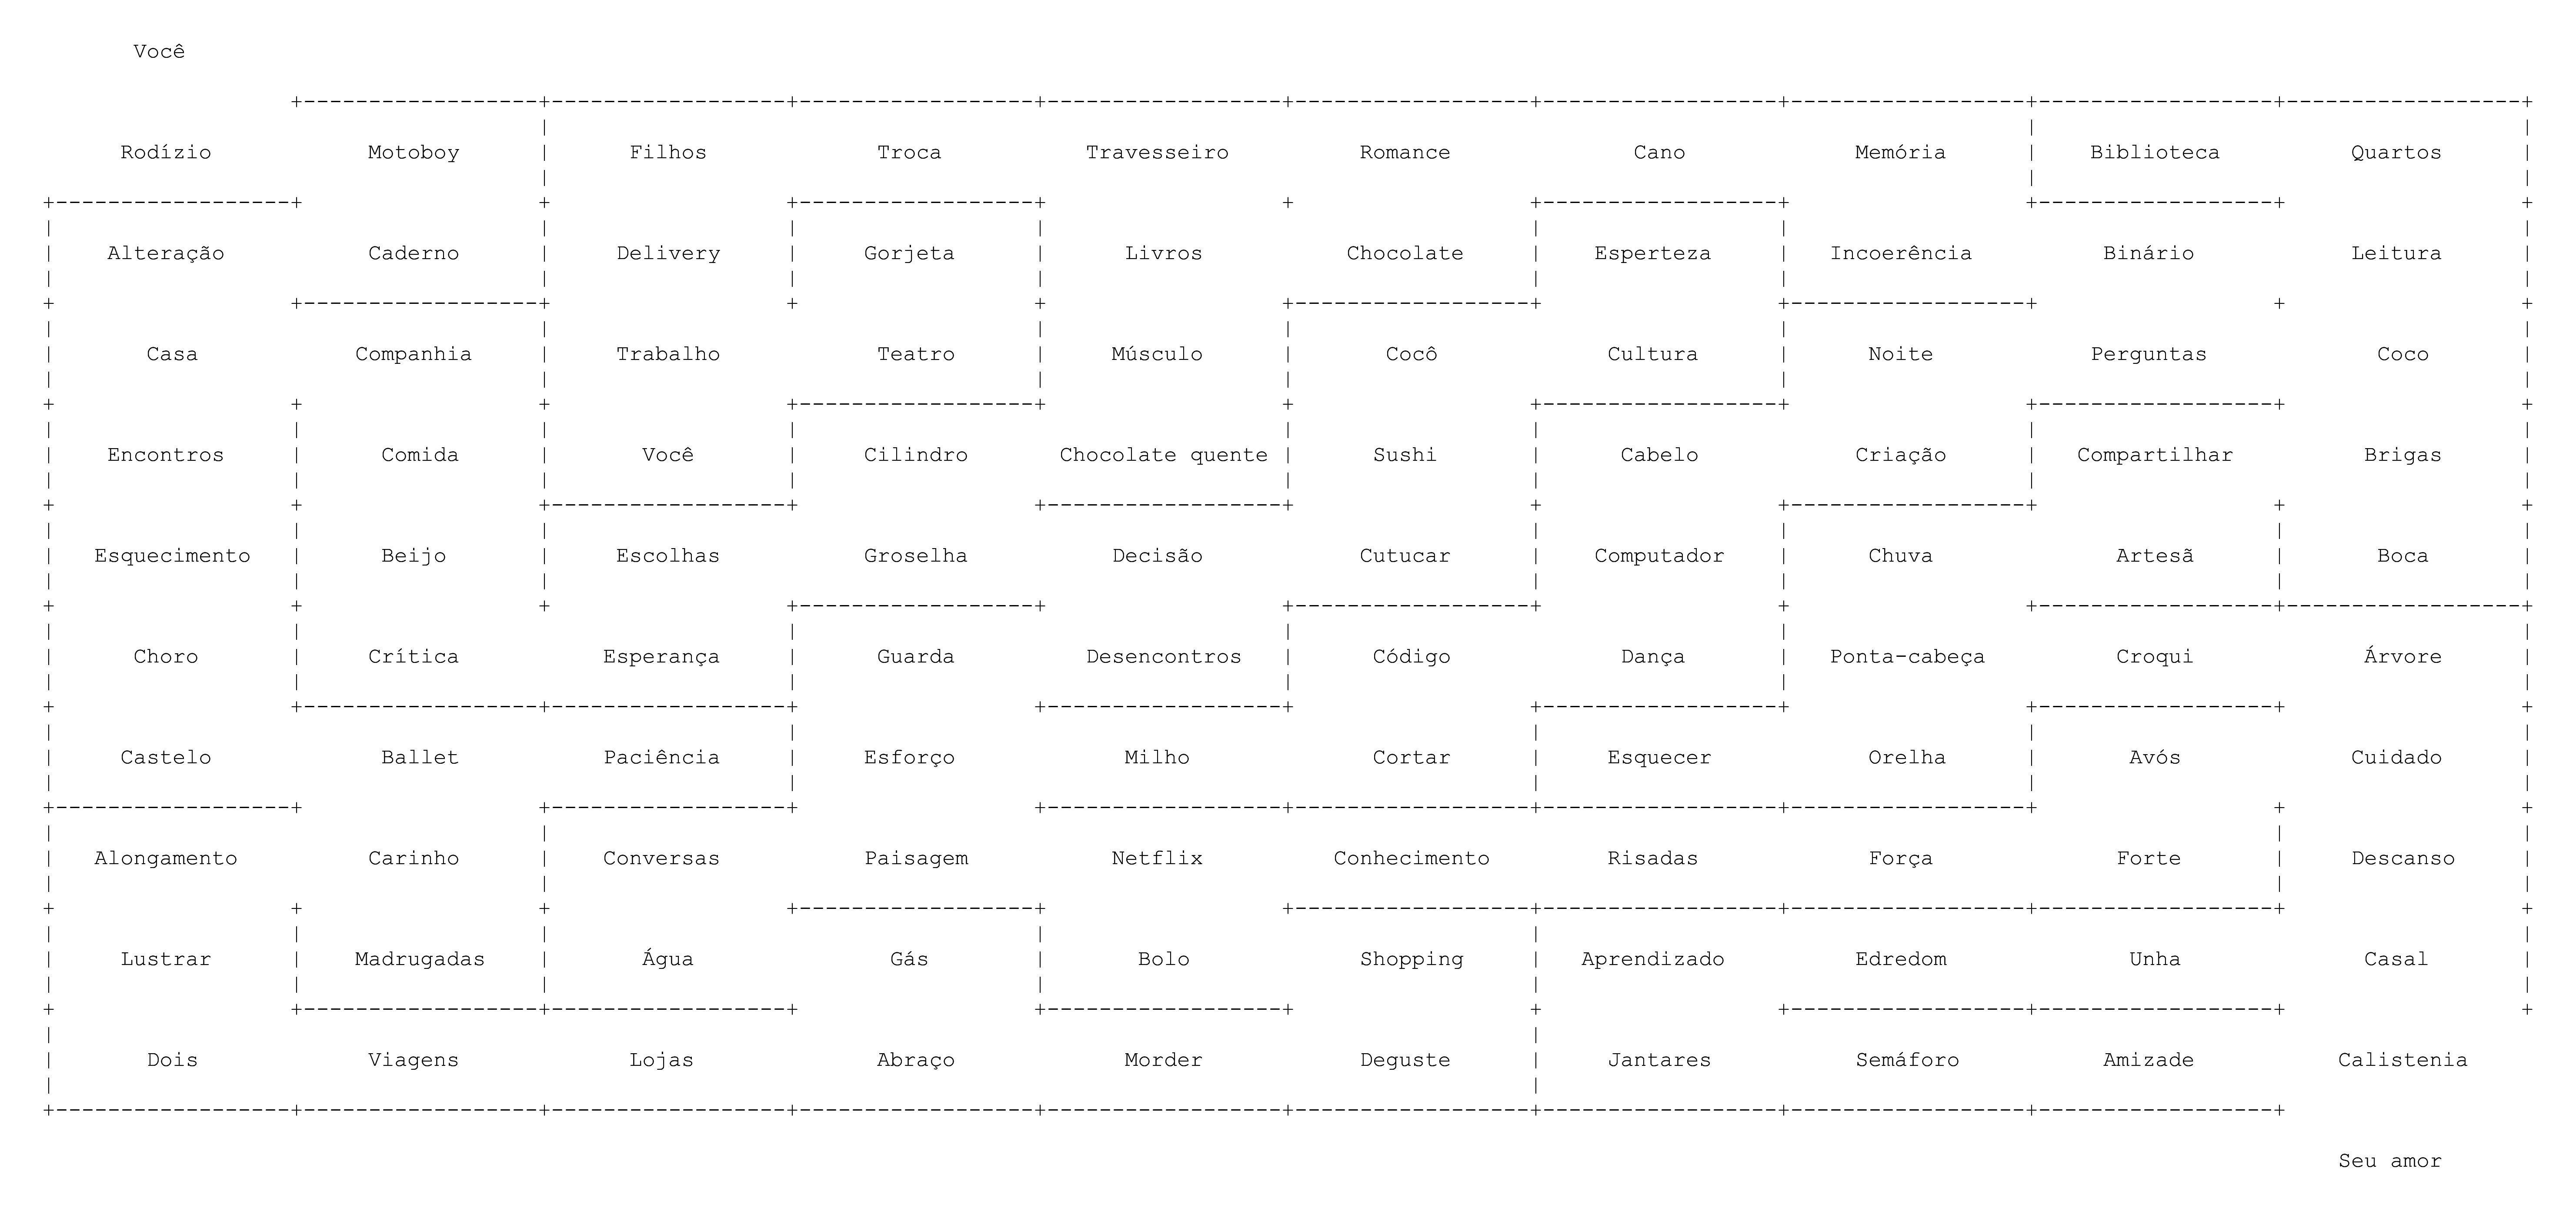 Você
Rodízio Motoboy Filhos Troca Travesseiro Romance Cano Memória Biblioteca Quartos
Alteração Caderno Delivery Gorjeta Livros Chocolate Esperteza Incoerência Binário Leitura
Casa Companhia Trabalho Teatro Músculo Cocô Cultura Noite Perguntas Coco
Encontros Comida Você Cilindro Chocolate quente Sushi Cabelo Criação Compartilhar Brigas
Esquecimento Beijo Escolhas Groselha Decisão Cutucar Computador Chuva Artesã Boca
Choro Crítica Esperança Guarda Desencontros Código Dança Ponta-cabeça Croqui Árvore
Castelo Ballet Paciência Esforço Milho Cortar Esquecer Orelha Avós Cuidado
Alongamento Carinho Conversas Paisagem Netflix Conhecimento Risadas Força Forte Descanso
Lustrar Madrugadas Água Gás Bolo Shopping Aprendizado Edredom Unha Casal
Dois Viagens Lojas Abraço Morder Deguste Jantares Semáforo Amizade Calistenia
Seu amor